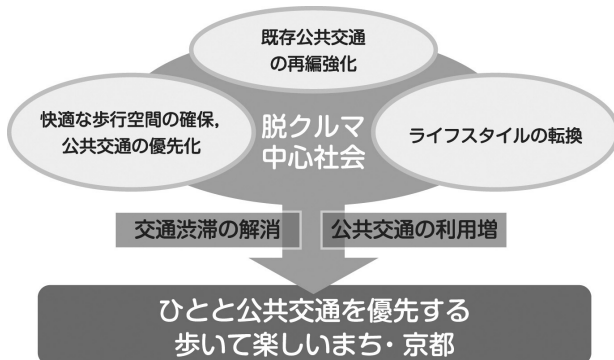 既存公共交通
の再編強化
快適な歩行空間の確保,
公共交通の優先化
脱クルマ
中心社会
ライフスタイルの転換
交通渋滞の解消
公共交通の利用増
ひとと公共交通を優先する
歩いて楽しいまち・京都